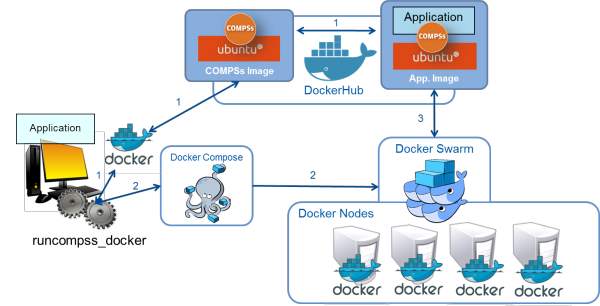 COMPSs
ubuntu®
COMPSs Image
1
DockerHub
Application
COMPSs
ubuntu®
App. Image
1
3
Application
docker
1
2
Docker Compose
2
Docker Swarm
Docker Nodes
runcompss_docker
docker
docker
docker
docker